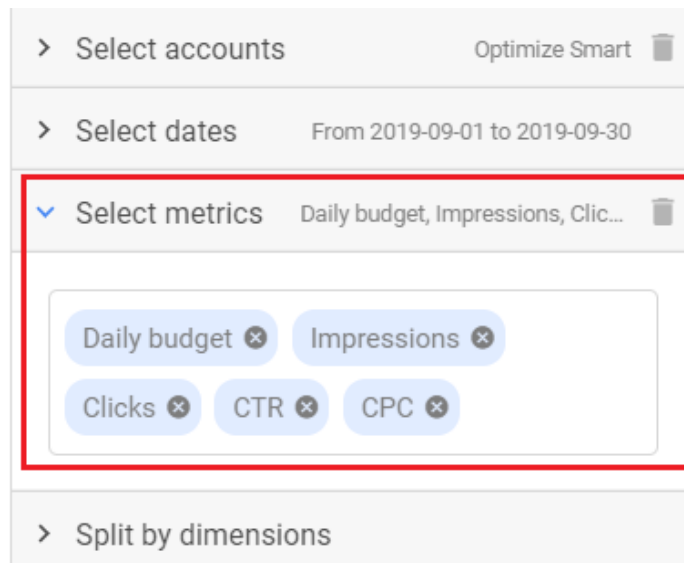 Select accounts Optimize Smart
Select dates From 2019-09-01 to 2019-09-30
Select metrics Daily budget, Impressions, Clic...
Daily budget Impressions
Clicks CTR CPC
Split by dimensions